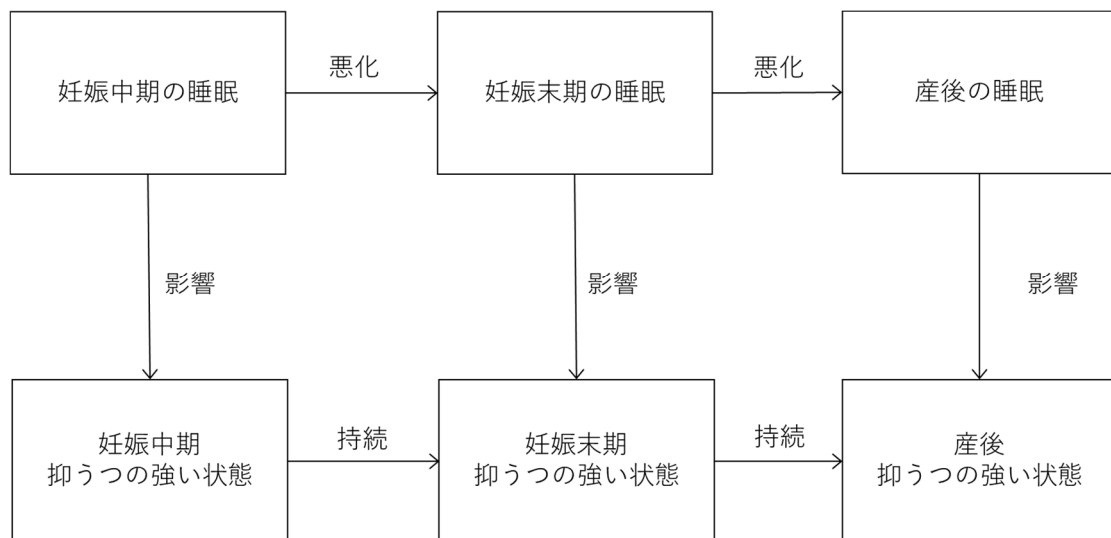 悪化
悪化
妊娠中期の睡眠
妊娠末期の睡眠
産後の睡眠
影響
影響
影響
妊娠中期
抑うつの強い状態
持続
妊娠末期
抑うつの強い状態
持続
産後
抑うつの強い状態